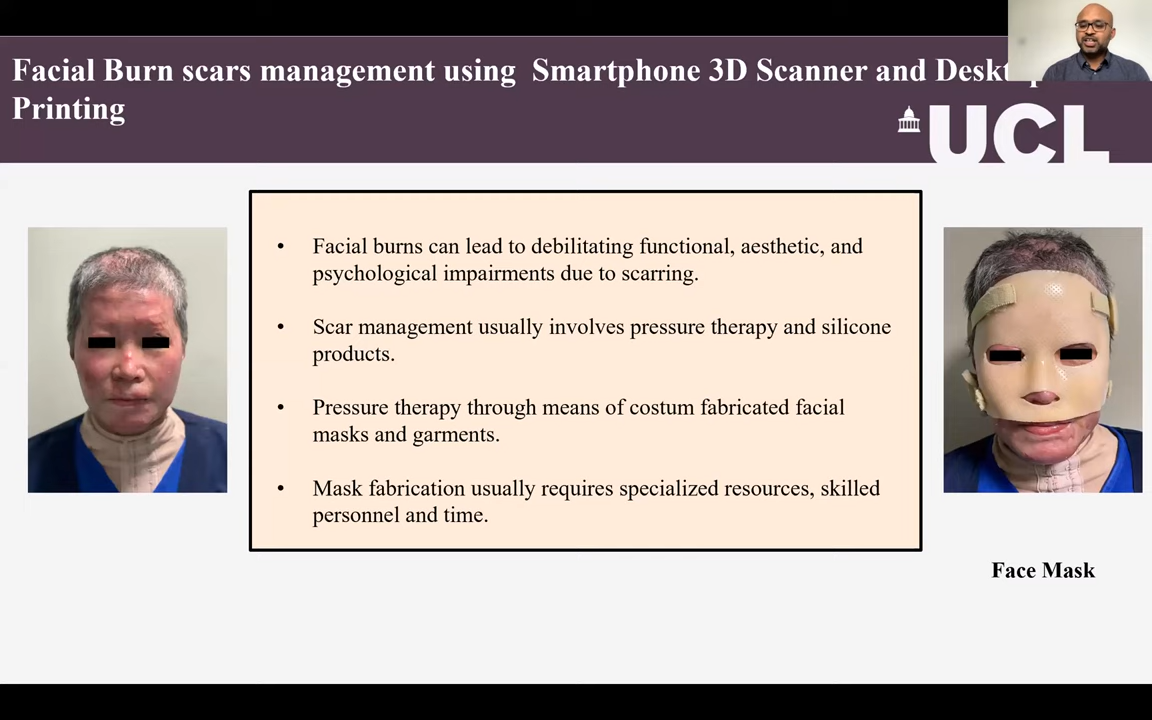 Facial Burn scars management using Smartphone 3D Scanner and
Printing
UCL
• Facial burns can lead to debilitating functional, aesthetic, and
psychological impairments due to scarring.
• Scar management usually involves pressure therapy and silicone
products.
• Pressure therapy through means of costum fabricated facial
masks and garments.
• Mask fabrication usually requires specialized resources, skilled
personnel and time.
Face Mask